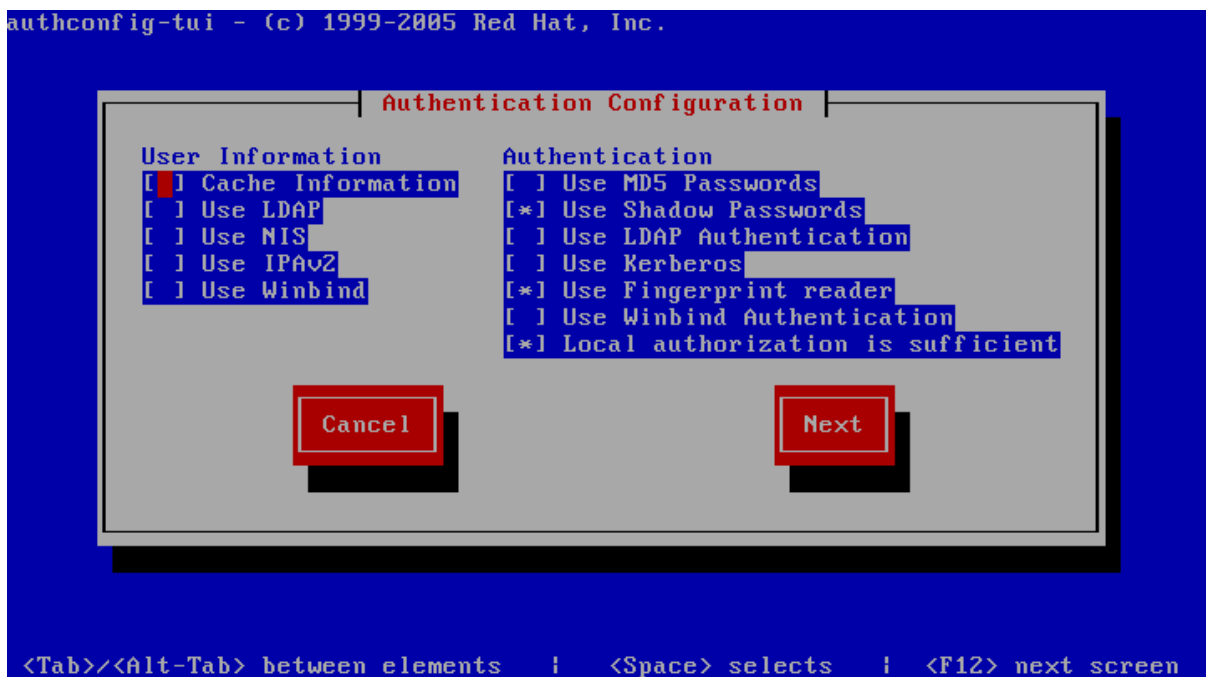 authconfig-tui - (c) 1999-2005 Red Hat, Inc.
Authentication Configuration
User Information
[ ] Cache Information
[ ] Use LDAP
[ ] Use NIS
[ ] Use IPAv2
[ ] Use Winbind
Authentication
[ ] Use MD5 Passwords
[*] Use Shadow Passwords
[ ] Use LDAP Authentication
[ ] Use Kerberos
[*] Use Fingerprint reader
[ ] Use Winbind Authentication
[*] Local authorization is sufficient
Cancel
Next
<Tab>/<Alt-Tab> between elements | <Space> selects | <F12> next screen